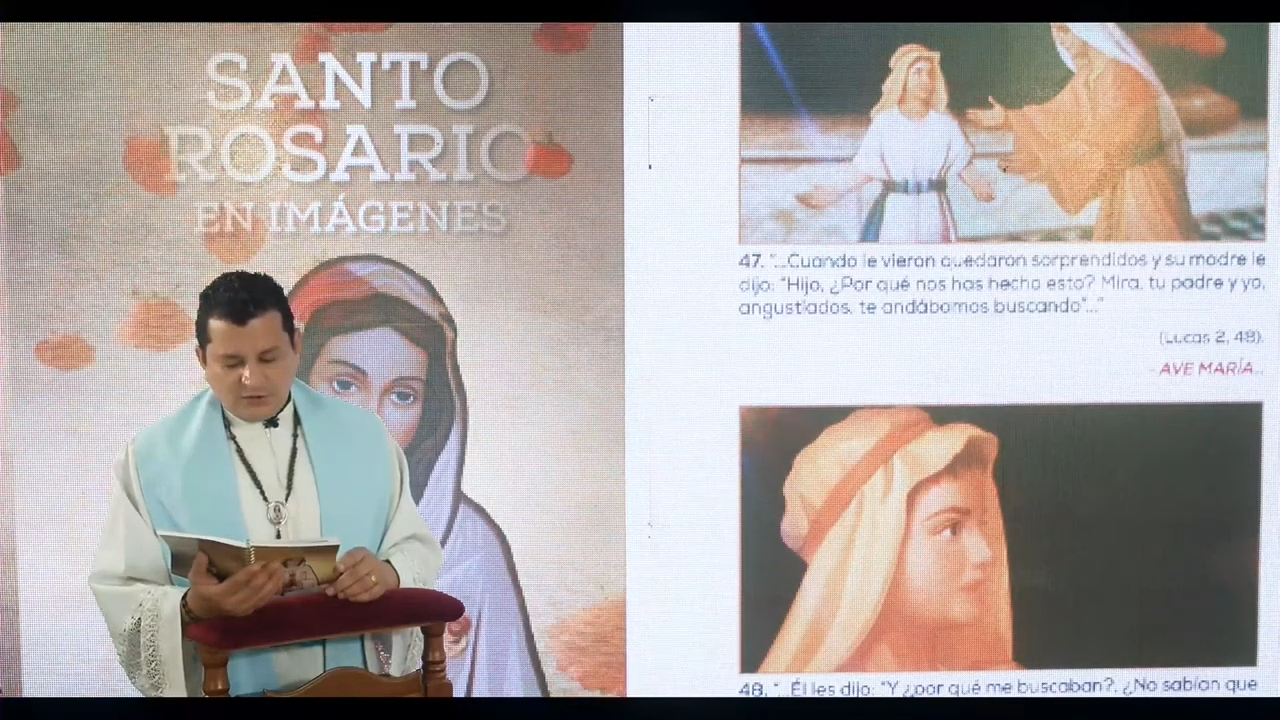 SANTO
ROSARIO
EN IMÁGENES
47. "...Cuando le vieron quedaron sorprendidos y su madre le
dijo: "Hijo, ¿Por qué nos has hecho esto? Mira, tu padre y yo,
angustiados, te andábamos buscando"..."
(Lucas 2, 48).
- AVE MARÍA...
48. "...Él les dijo: "Y ¿por qué me buscaban?, ¿No sabían que